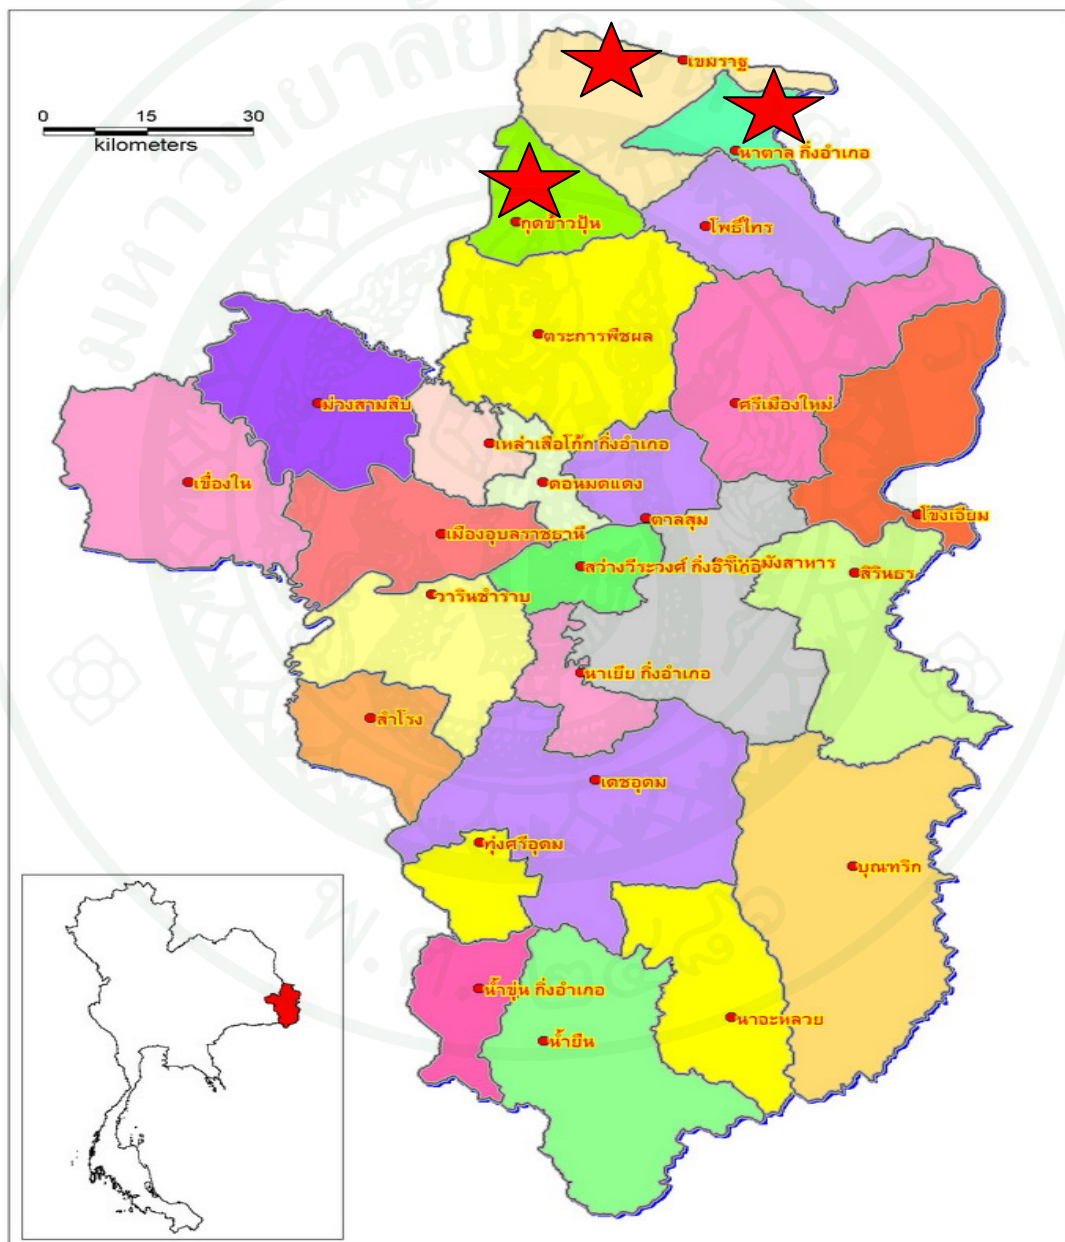 0 15 30
kilometers
เขมราฐ
นาตาล กิ่งอำเภอ
กุดข้าวปุ้น
โพธิ์ไทร
ตระการพืชผล
ม่วงสามสิบ
ศรีเมืองใหม่
เหล่าเสือโก้ก กิ่งอำเภอ
เขื่องใน
ดอนมดแดง
ตาลสุม
โขงเจียม
เมืองอุบลราชธานี
สว่างวีระวงศ์ กิ่งอำเภอ
มังสาหาร
สิรินธร
วารินชำราบ
นาเยีย กิ่งอำเภอ
สำโรง
เดชอุดม
ทุ่งศรีอุดม
บุณฑริก
น้ำขุ่น กิ่งอำเภอ
นาจะหลวย
น้ำยืน